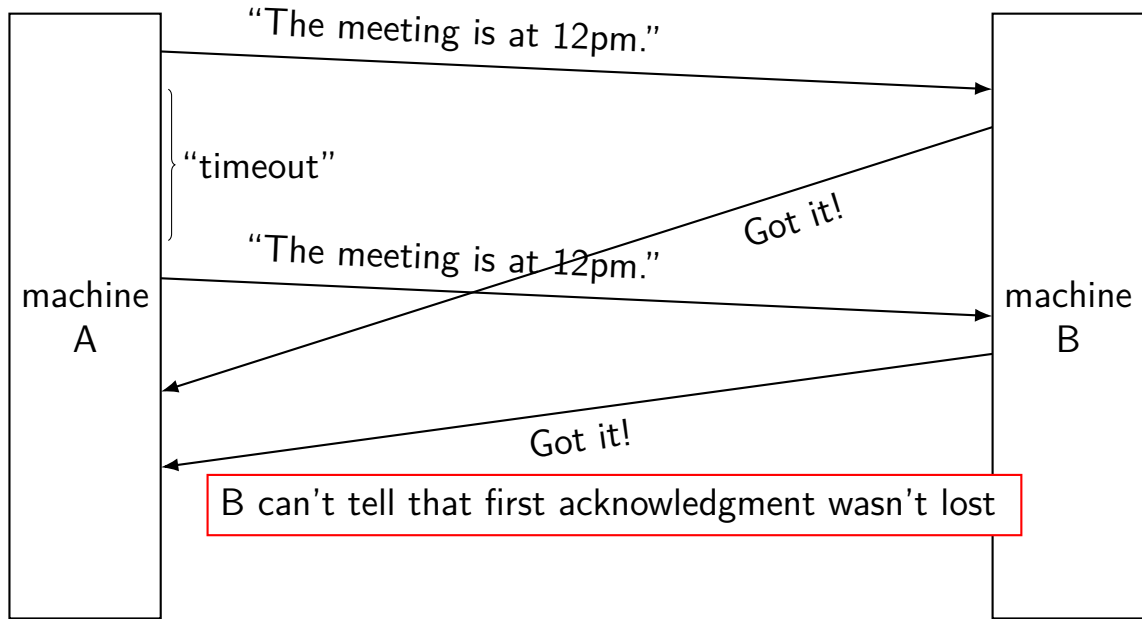 “The meeting is at 12pm.”
“timeout”
Got it!
“The meeting is at 12pm.”
machine
A
machine
B
Got it!
B can't tell that first acknowledgment wasn't lost